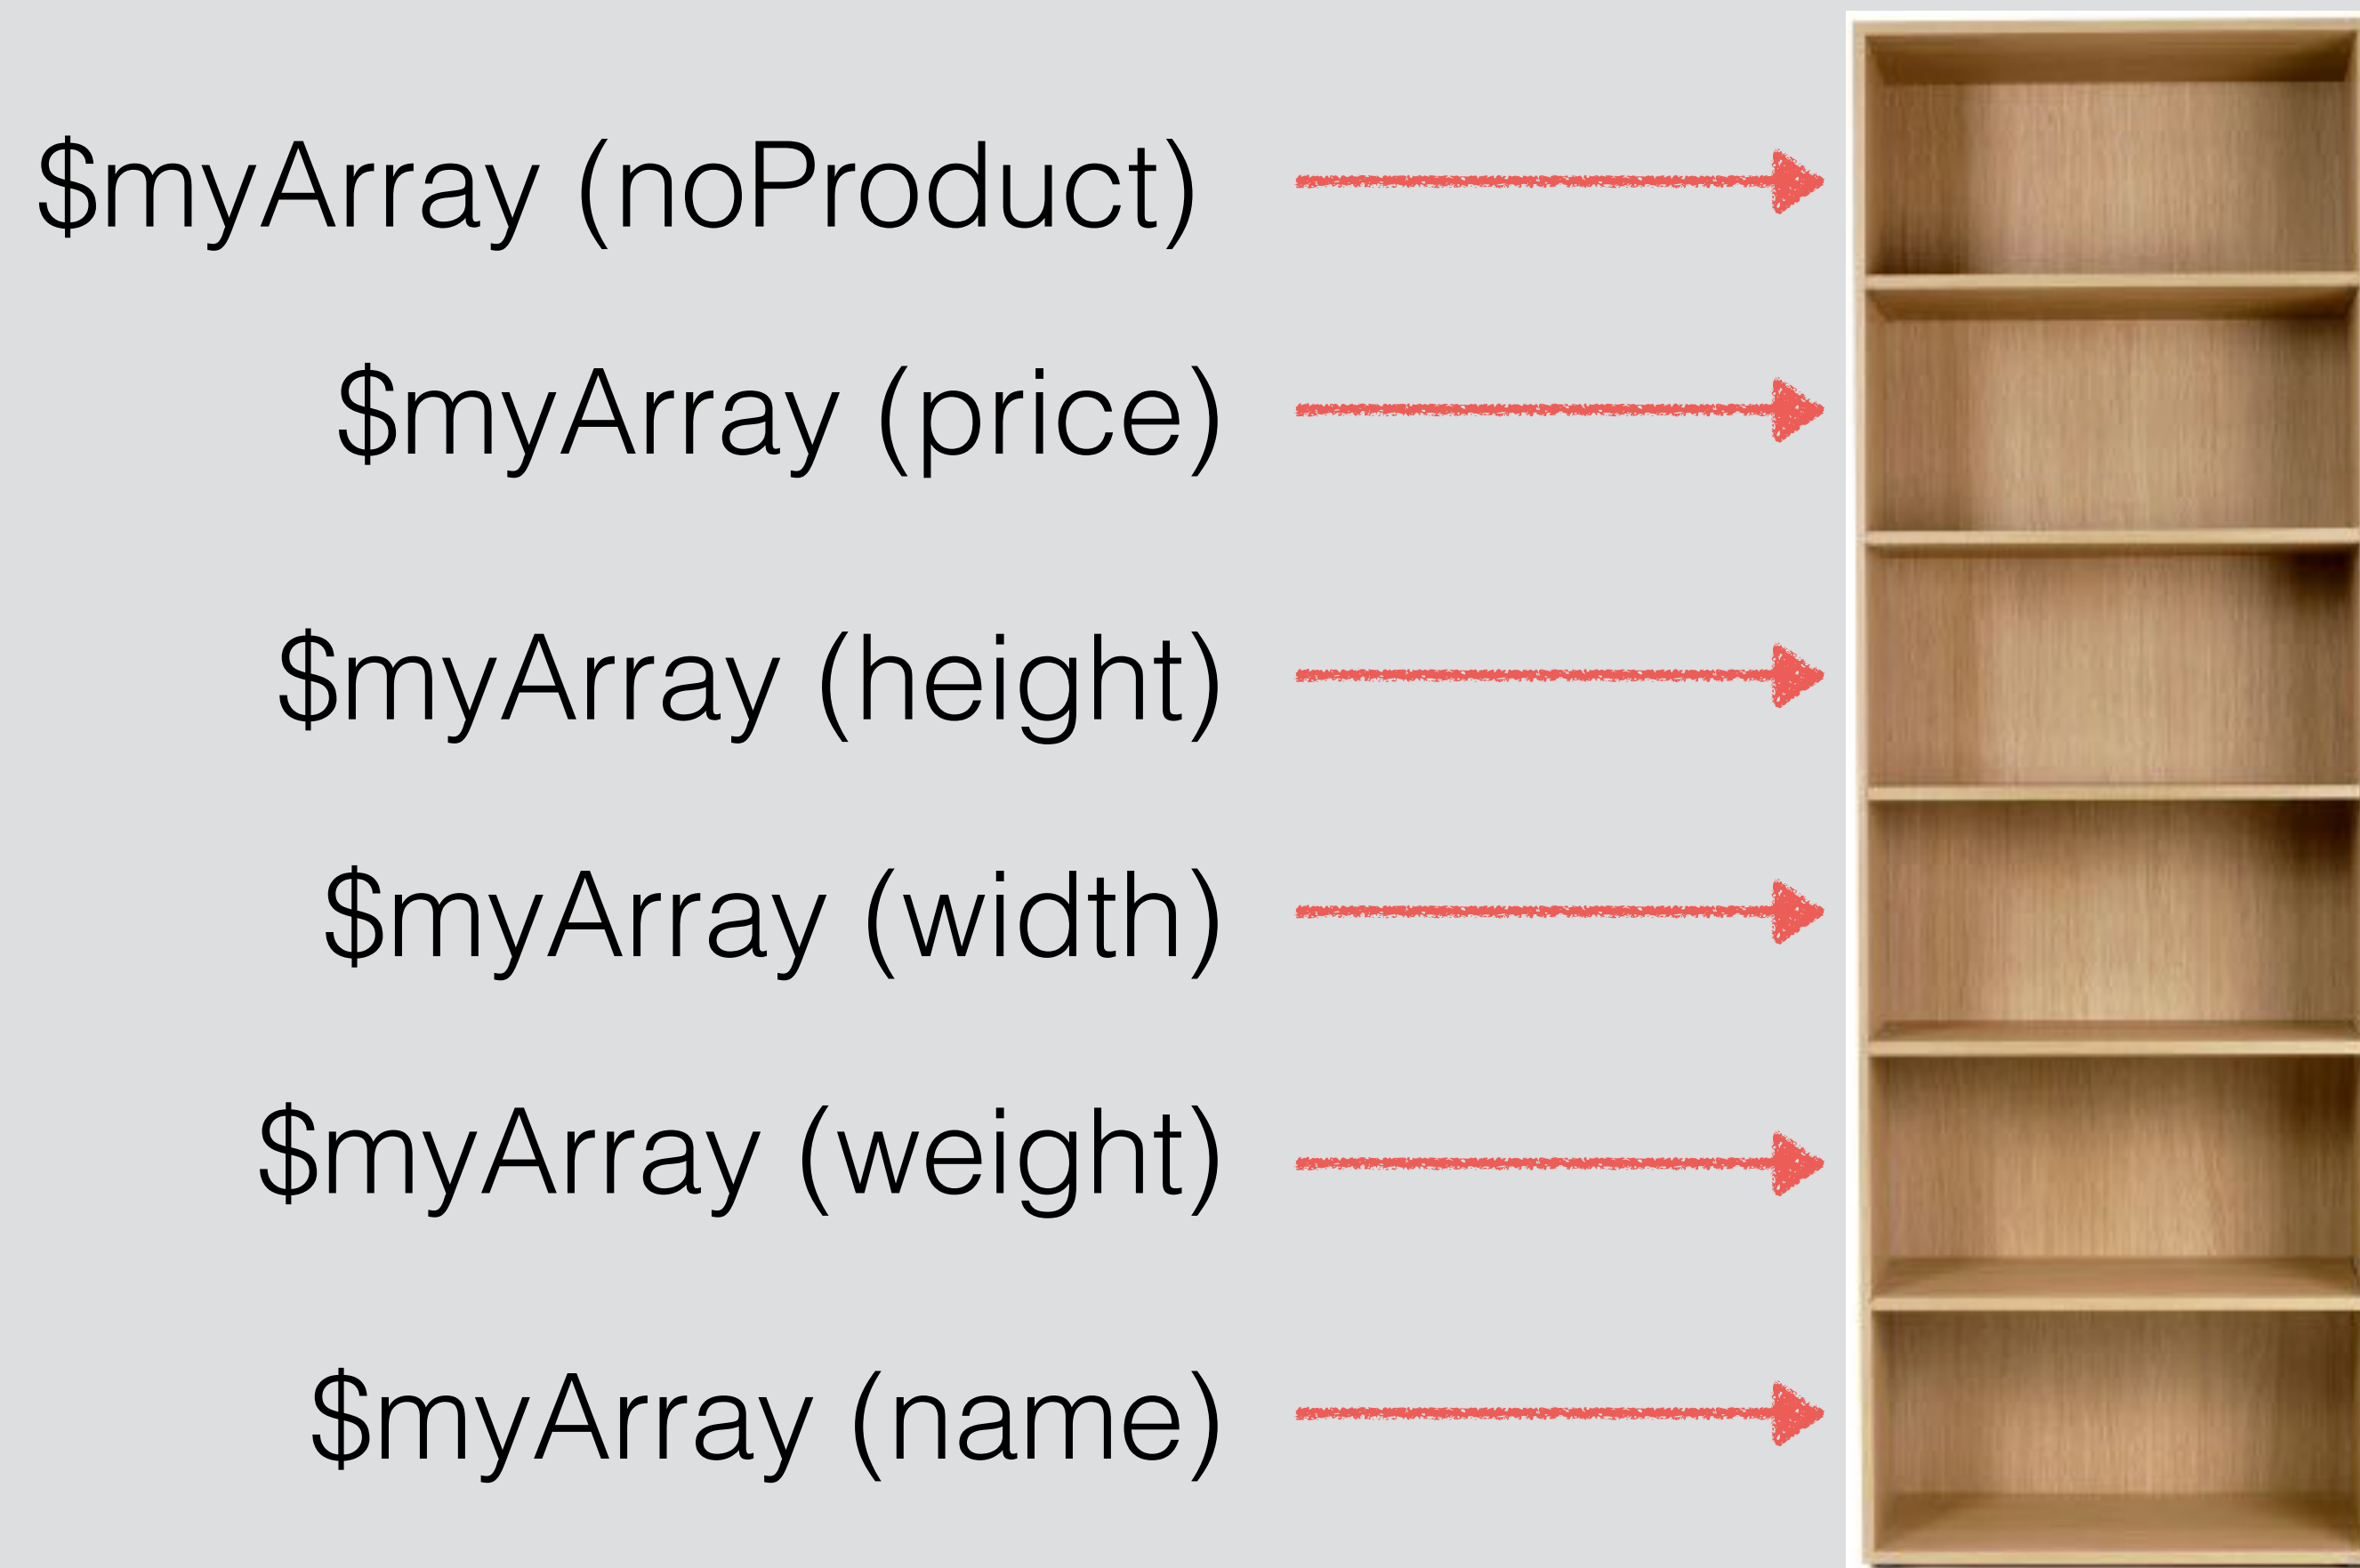 $myArray (noProduct)
$myArray (price)
$myArray (height)
$myArray (width)
$myArray (weight)
$myArray (name)